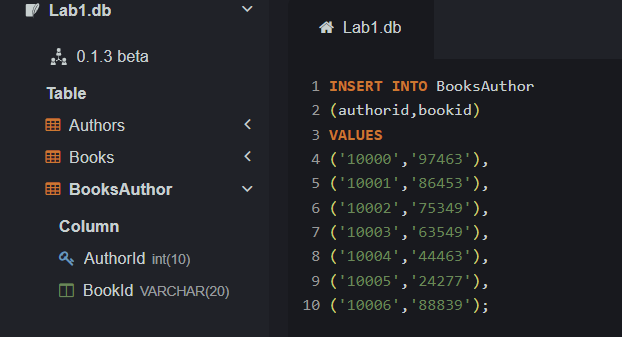 Lab1.db
0.1.3 beta
Table
Authors
Books
BooksAuthor
Column
AuthorId int(10)
BookId VARCHAR(20)
Lab1.db
1 INSERT INTO BooksAuthor
2 (authorid,bookid)
3 VALUES
4 ('10000','97463'),
5 ('10001','86453'),
6 ('10002','75349'),
7 ('10003','63549'),
8 ('10004','44463'),
9 ('10005','24277'),
10 ('10006','88839');